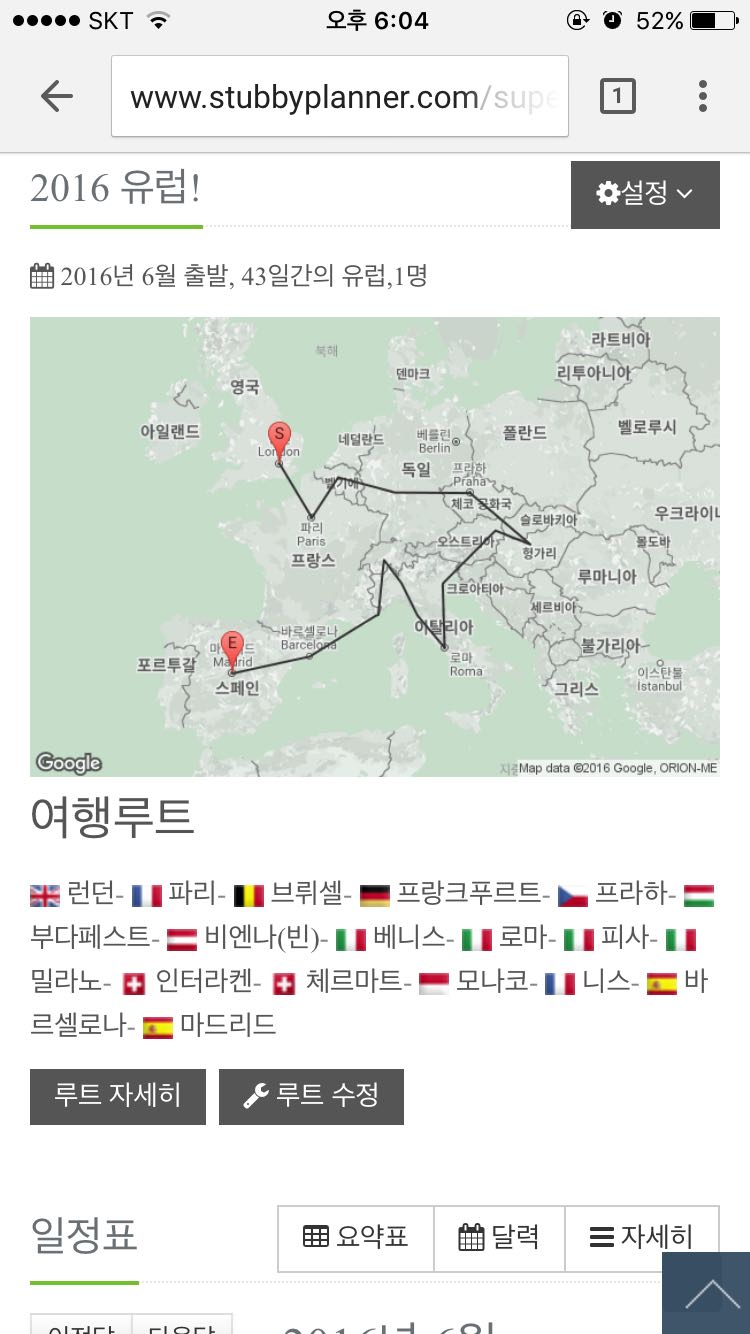 SKT 오후 6:04 52%
www.stubbyplanner.com/supe
1
2016 유럽!
설정
2016년 6월 출발, 43일간의 유럽,1명
북해
라트비아
덴마크
리투아니아
영국
아일랜드
네덜란드
베를린
Berlin
폴란드
벨로루시
S
London
독일
프라하
Praha
벨기에
체코 공화국
우크라이나
파리
Paris
슬로바키아
오스트리아
헝가리
몰도바
프랑스
루마니아
크로아티아
세르비아
이탈리아
바르셀로나
Barcelona
E
Madrid
불가리아
로마
Roma
포르투갈
스페인
그리스
이스탄불
İstanbul
Google
Map data ©2016 Google, ORION-ME
여행루트
런던- 파리- 브뤼셀- 프랑크푸르트- 프라하-
부다페스트- 비엔나(빈)- 베니스- 로마- 피사-
밀라노- 인터라켄- 체르마트- 모나코- 니스- 바
르셀로나- 마드리드
루트 자세히 루트 수정
일정표 요약표 달력 자세히
이전달 다음달 2016년 6월